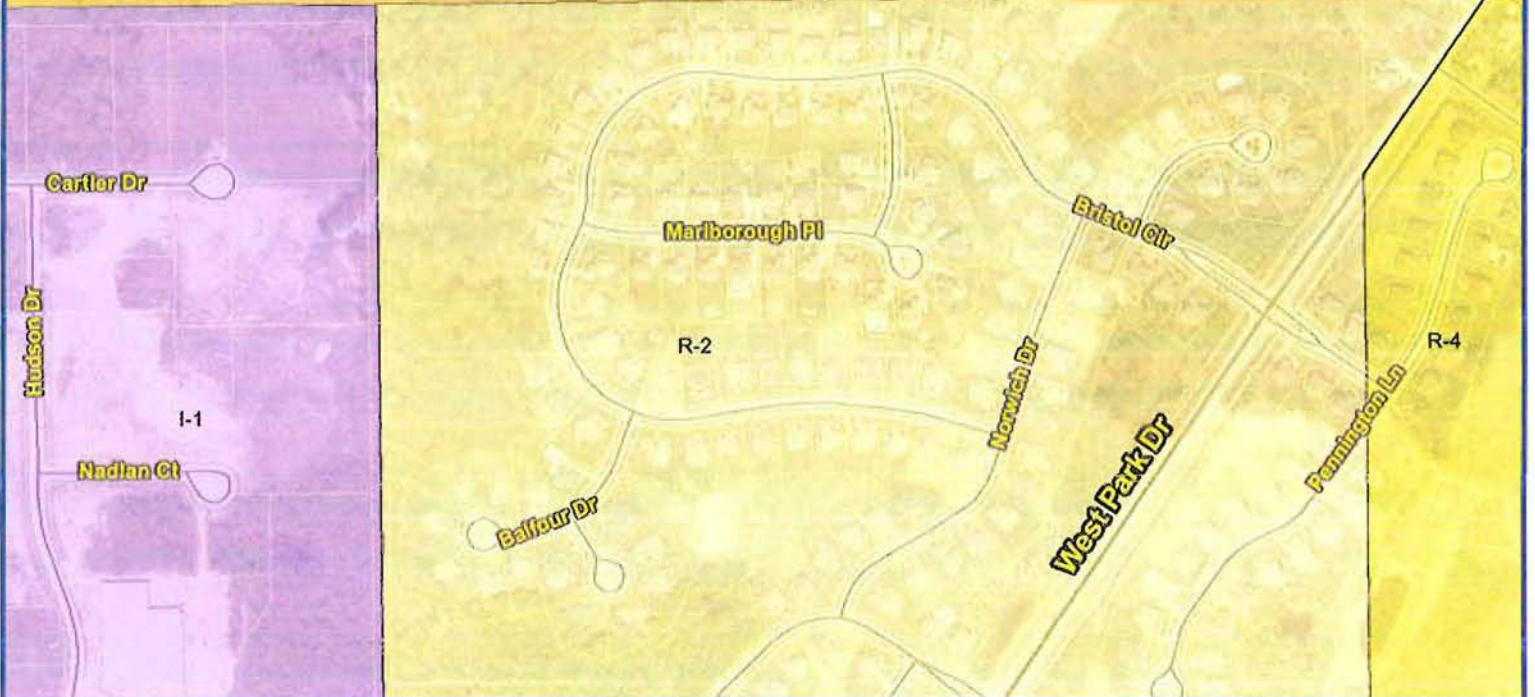 Cartier Dr
Marlborough Pl
Bristol Cir
Hudson Dr
R-2
R-4
Norwich Dr
Pennington Ln
I-1
West Park Dr
Nadlan Ct
Balfour Dr